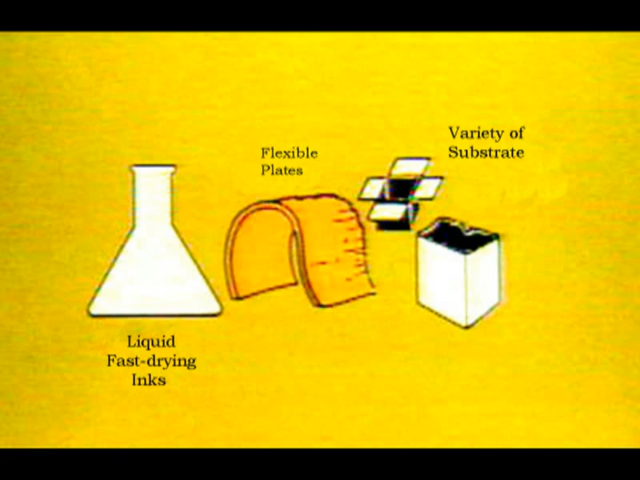 Variety of
Substrate
Flexible
Plates
Liquid
Fast-drying
Inks